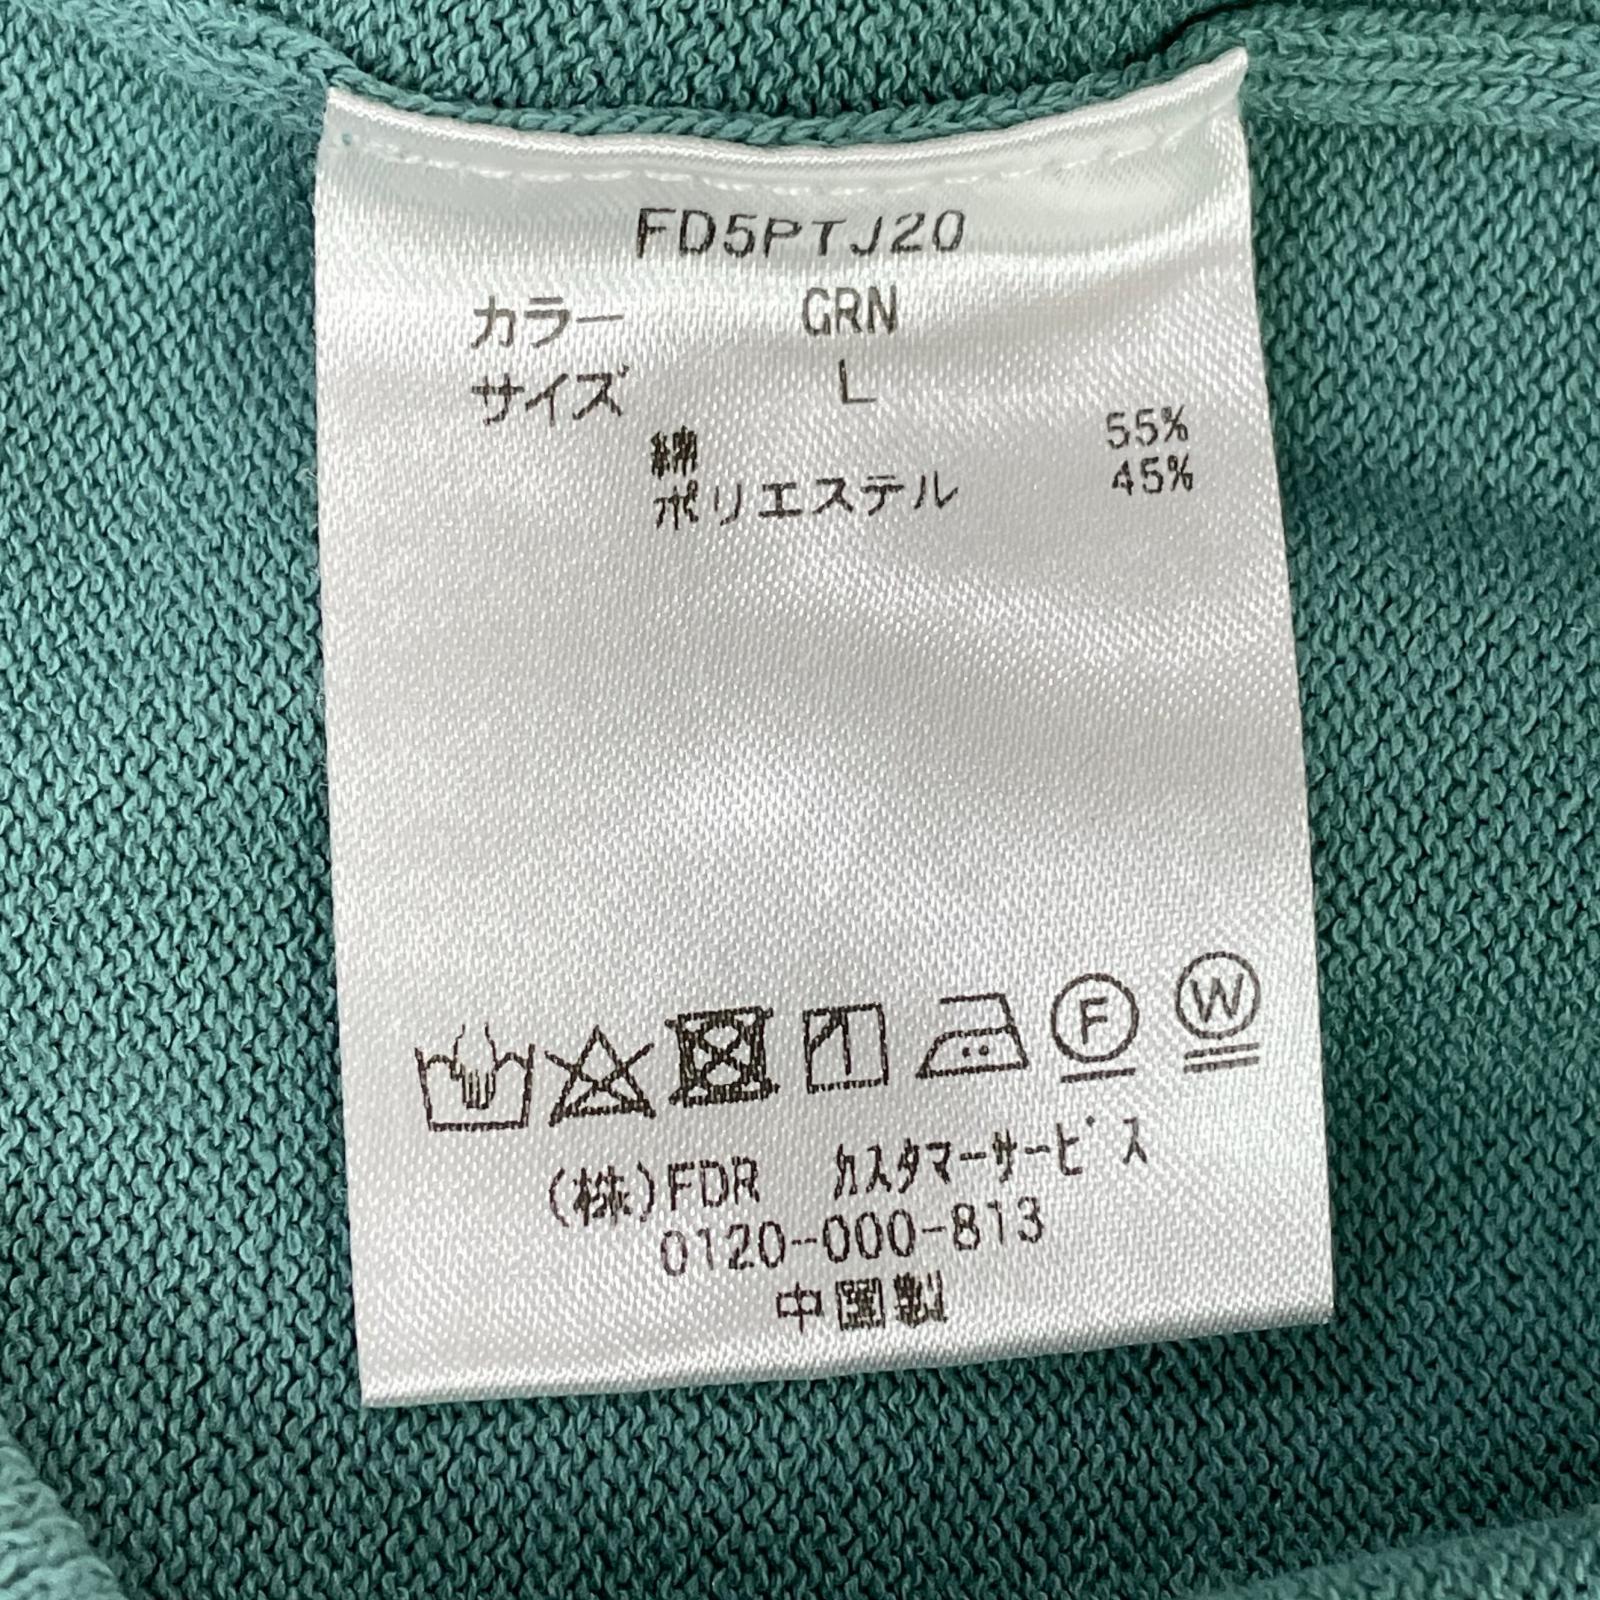 FD5PTJ20
カラー GRN
サイズ L
綿 55%
ポリエステル 45%
F W
(株)FDR カスタマーサービス
0120-000-813
中国製